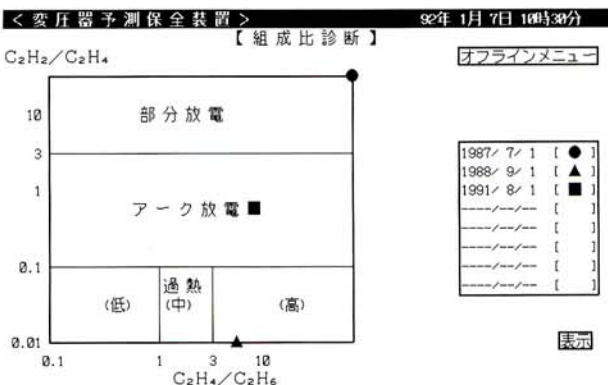 <変圧器予測保全装置> 92年 1月 7日 10時30分
【組成比診断】
C₂H₂/C₂H₄
オフラインメニュー
10
部分放電
3
1987/ 7/ 1 [ ● ]
1988/ 9/ 1 [ ▲ ]
1
1991/ 8/ 1 [ ■ ]
アーク放電 ■
----/--/-- [ ]
----/--/-- [ ]
----/--/-- [ ]
0.1
----/--/-- [ ]
過熱
----/--/-- [ ]
(低) (中) (高)
0.01
表示
0.1 1 3 10
C₂H₄/C₂H₆